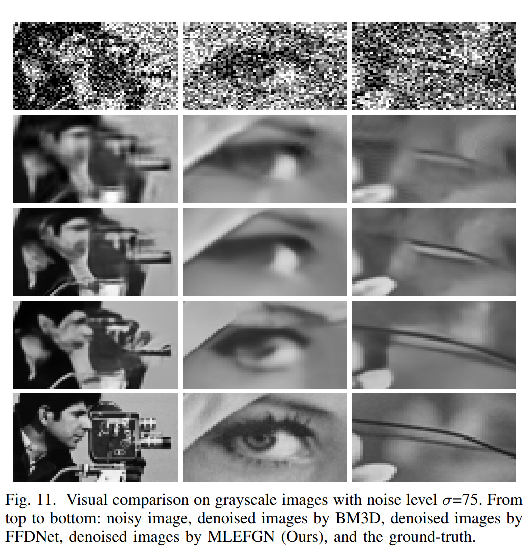 Fig. 11. Visual comparison on grayscale images with noise level σ=75. From
top to bottom: noisy image, denoised images by BM3D, denoised images by
FFDNet, denoised images by MLEFGN (Ours), and the ground-truth.